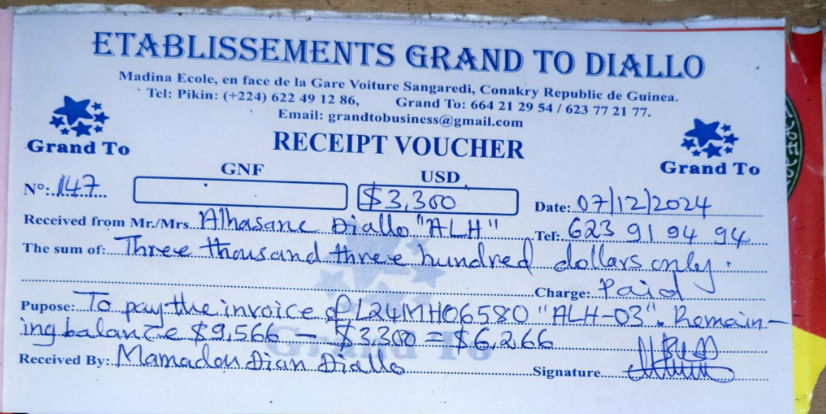 ETABLISSEMENTS GRAND TO DIALLO
Madina Ecole, en face de la Gare Voiture Sangaredi, Conakry Republic de Guinea.
Tel: Pikin: (+224) 622 49 12 86, Grand To: 664 21 29 54 / 623 77 21 77.
Email: grandtobusiness@gmail.com
Grand To RECEIPT VOUCHER Grand To
GNF USD
N°: 147 $3,300 Date: 07/12/2024
Received from Mr./Mrs. Alhasane Diallo "ALH" Tel: 623 91 94 94
The sum of: Three thousand three hundred dollars only.
Charge: Paid
Pupose: To pay the invoice of L24MH06580 "ALH-03". Remain-
ing balance $9,566 - $3,300 = $6,266
Received By: Mamadou Dian Diallo Signature